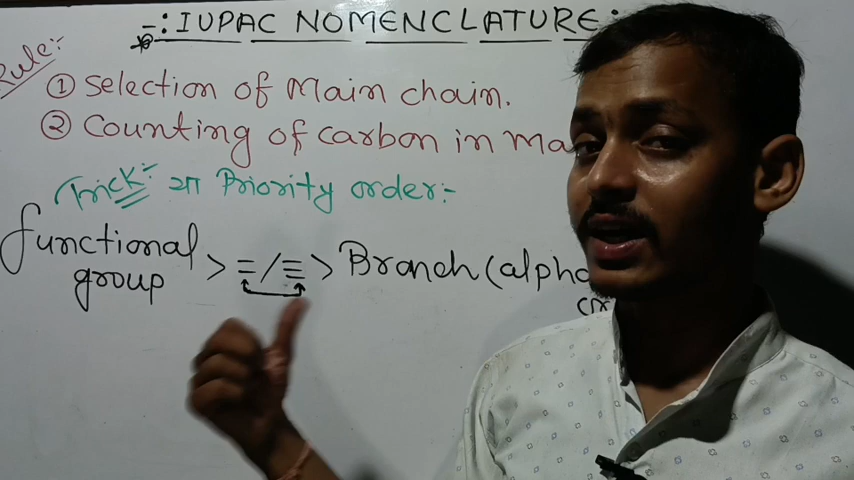 -: IUPAC NOMENCLATURE:
Rule:
① Selection of Main chain.
② Counting of carbon in ma
Trick:- या Priority order:-
functional group > = / ≡ > Branch (alpha